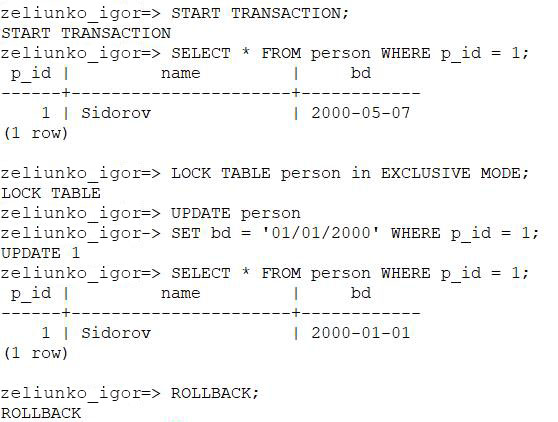 zeliunko_igor=> START TRANSACTION;
START TRANSACTION
zeliunko_igor=> SELECT * FROM person WHERE p_id = 1;
 p_id |         name         |     bd
------+----------------------+------------
    1 | Sidorov              | 2000-05-07
(1 row)

zeliunko_igor=> LOCK TABLE person in EXCLUSIVE MODE;
LOCK TABLE
zeliunko_igor=> UPDATE person
zeliunko_igor-> SET bd = '01/01/2000' WHERE p_id = 1;
UPDATE 1
zeliunko_igor=> SELECT * FROM person WHERE p_id = 1;
 p_id |         name         |     bd
------+----------------------+------------
    1 | Sidorov              | 2000-01-01
(1 row)

zeliunko_igor=> ROLLBACK;
ROLLBACK